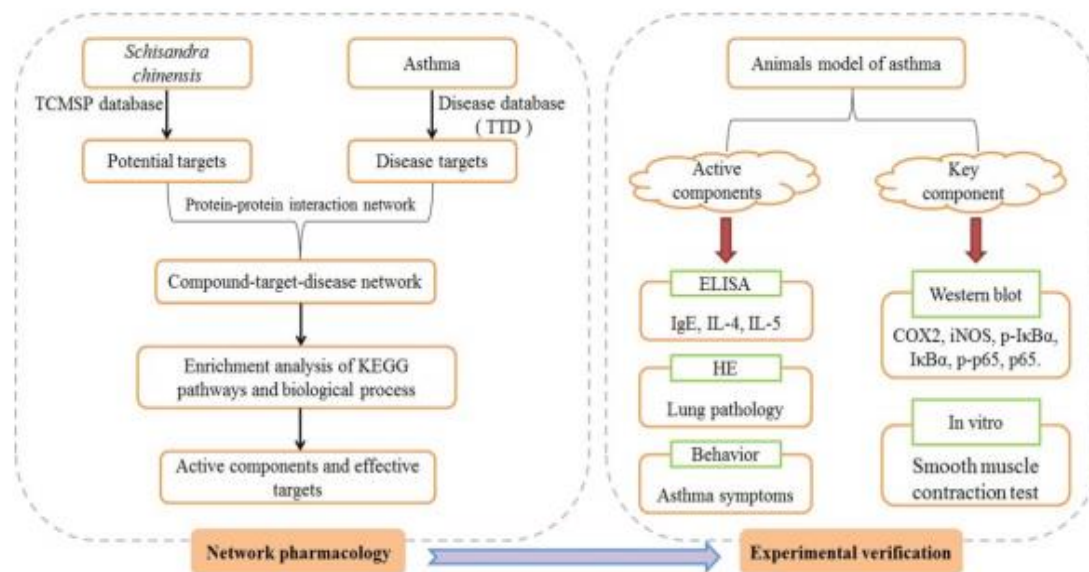 Schisandra
chinensis
Asthma
TCMSP database
Disease database
( TTD )
Potential targets
Disease targets
Protein-protein interaction network
Compound-target-disease network
Enrichment analysis of KEGG
pathways and biological process
Active components and effective
targets
Network pharmacology
Animals model of asthma
Active
components
Key
component
ELISA
IgE, IL-4, IL-5
HE
Lung pathology
Behavior
Asthma symptoms
Western blot
COX2, iNOS, p-IκBα,
IκBα, p-p65, p65.
In vitro
Smooth muscle
contraction test
Experimental verification